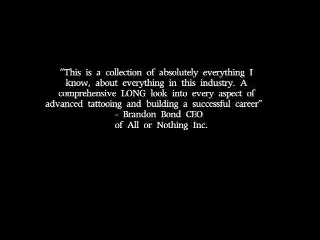 "This is a collection of absolutely everything I
know, about everything in this industry. A
comprehensive LONG look into every aspect of
advanced tattooing and building a successful career"
- Brandon Bond CEO
of All or Nothing Inc.